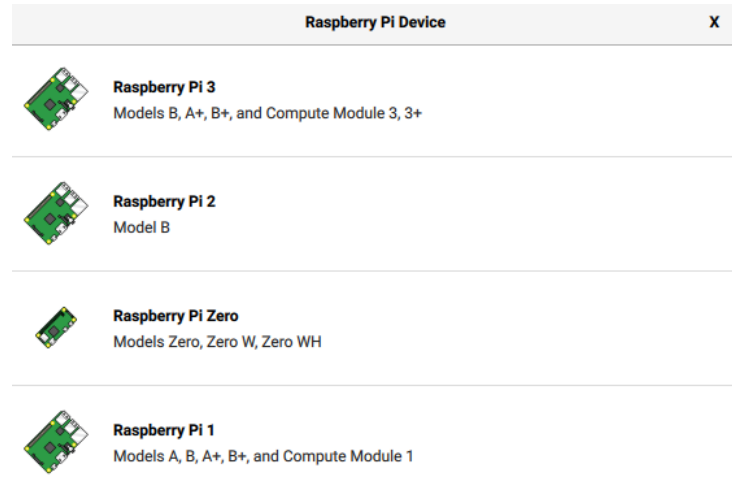 Raspberry Pi Device X
Raspberry Pi 3
Models B, A+, B+, and Compute Module 3, 3+
Raspberry Pi 2
Model B
Raspberry Pi Zero
Models Zero, Zero W, Zero WH
Raspberry Pi 1
Models A, B, A+, B+, and Compute Module 1